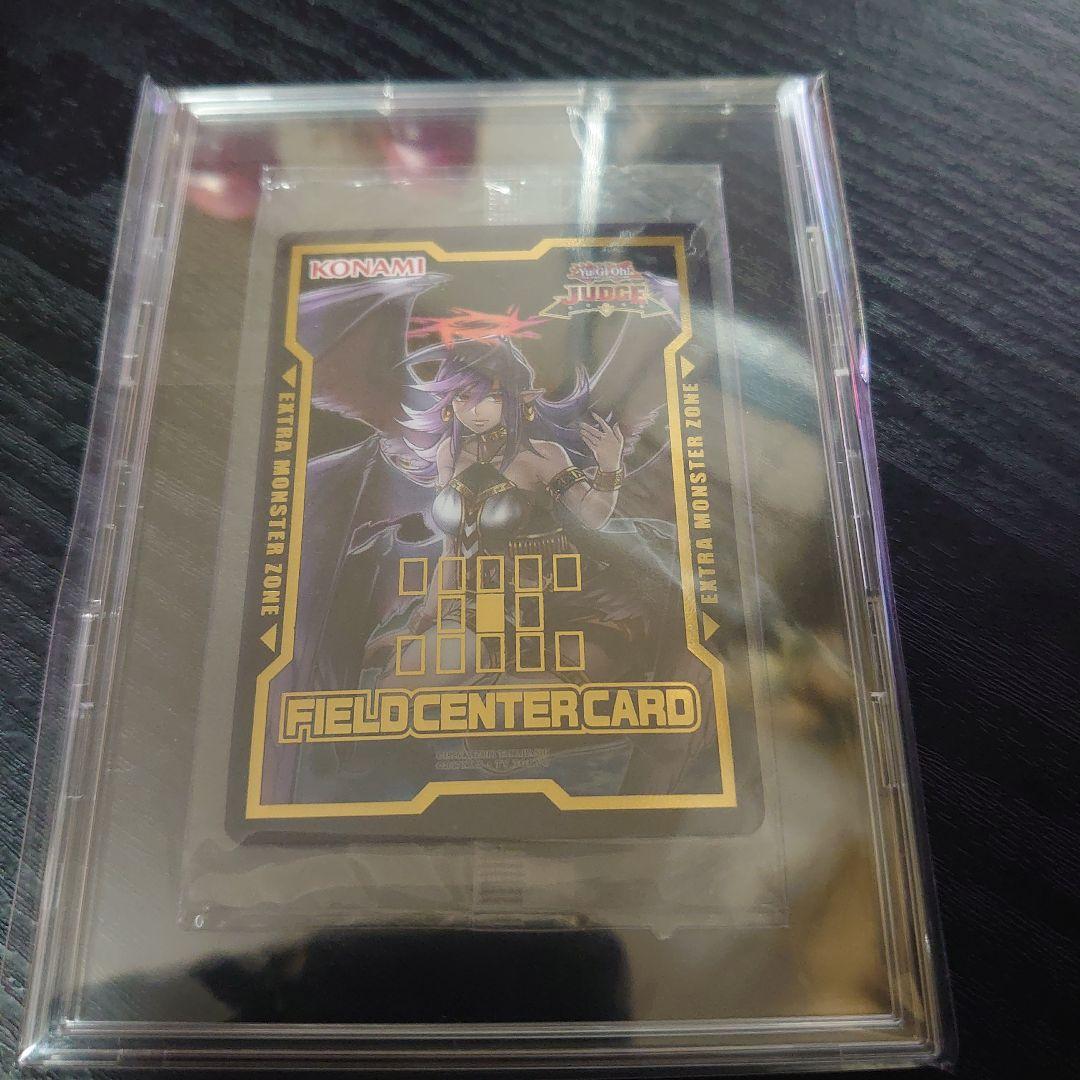 KONAMI
Yu-Gi-Oh!
JUDGE
EXTRA MONSTER ZONE
EXTRA MONSTER ZONE
FIELD CENTER CARD